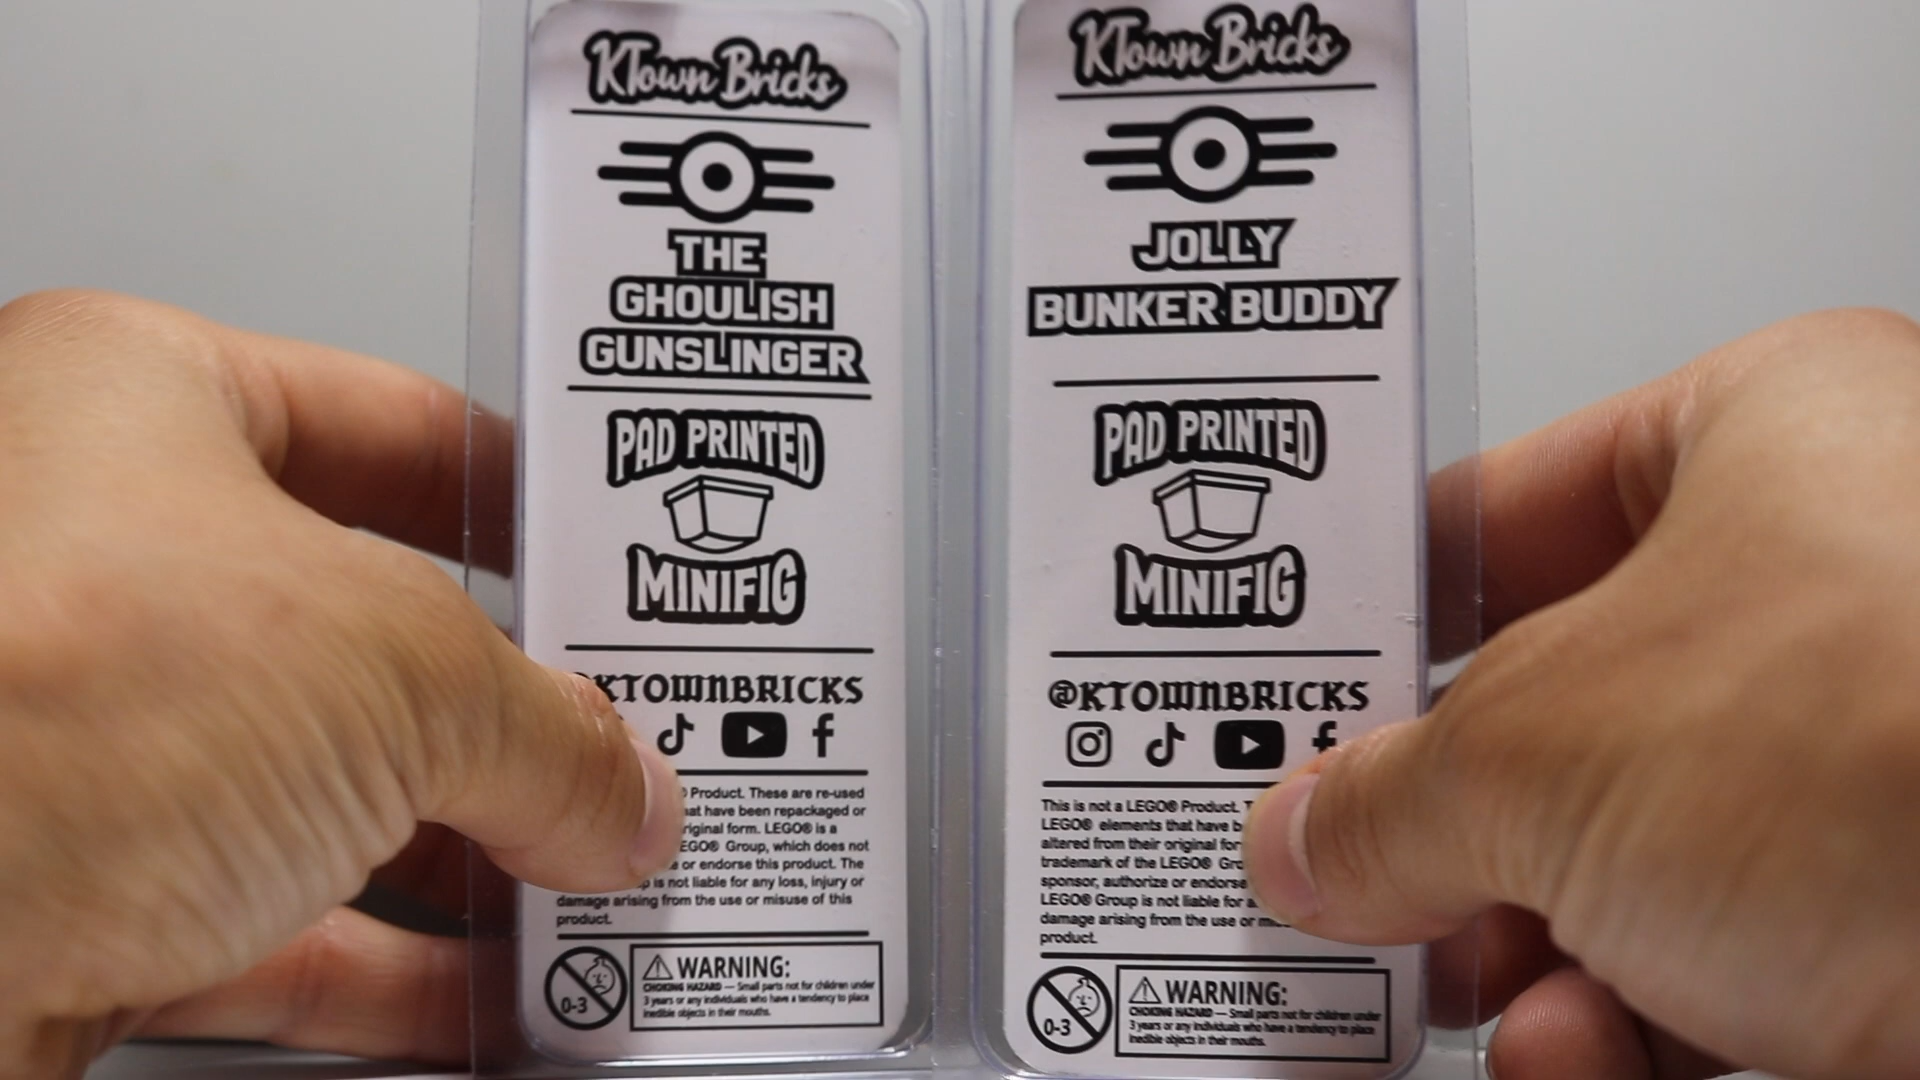 KTown Bricks
THE
GHOULISH
GUNSLINGER
PAD PRINTED
MINIFIG
KTOWNBRICKS
Product. These are re-used
have been repackaged or
form. LEGO® is a
Group, which does not
or endorse this product. The
is not liable for any loss, injury or
damage arising from the use or misuse of this
product.
0-3
WARNING:
CHOKING HAZARD — Small parts not for children under
3 years or any individuals who have a tendency to place
inedible objects in their mouths.
KTown Bricks
JOLLY
BUNKER BUDDY
PAD PRINTED
MINIFIG
@KTOWNBRICKS
This is not a LEGO® Product.
LEGO® elements that have
altered from their original
trademark of the LEGO®
sponsor, authorize or endorse
LEGO Group is not liable for
damage arising from the use or
product.
0-3
WARNING:
CHOKING HAZARD — Small parts not for children under
3 years or any individuals who have a tendency to place
inedible objects in their mouths.